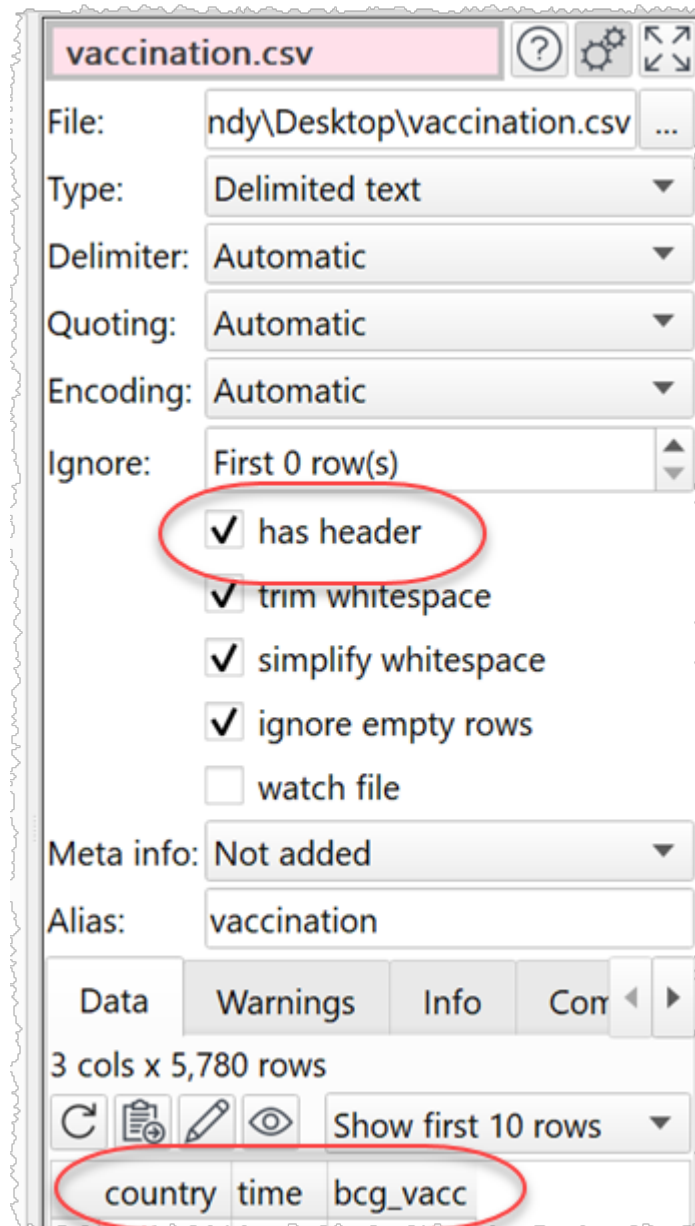 vaccination.csv
File: ndy\Desktop\vaccination.csv ...
Type: Delimited text
Delimiter: Automatic
Quoting: Automatic
Encoding: Automatic
Ignore: First 0 row(s)
has header
trim whitespace
simplify whitespace
ignore empty rows
watch file
Meta info: Not added
Alias: vaccination
Data Warnings Info Com
3 cols x 5,780 rows
Show first 10 rows
country time bcg_vacc